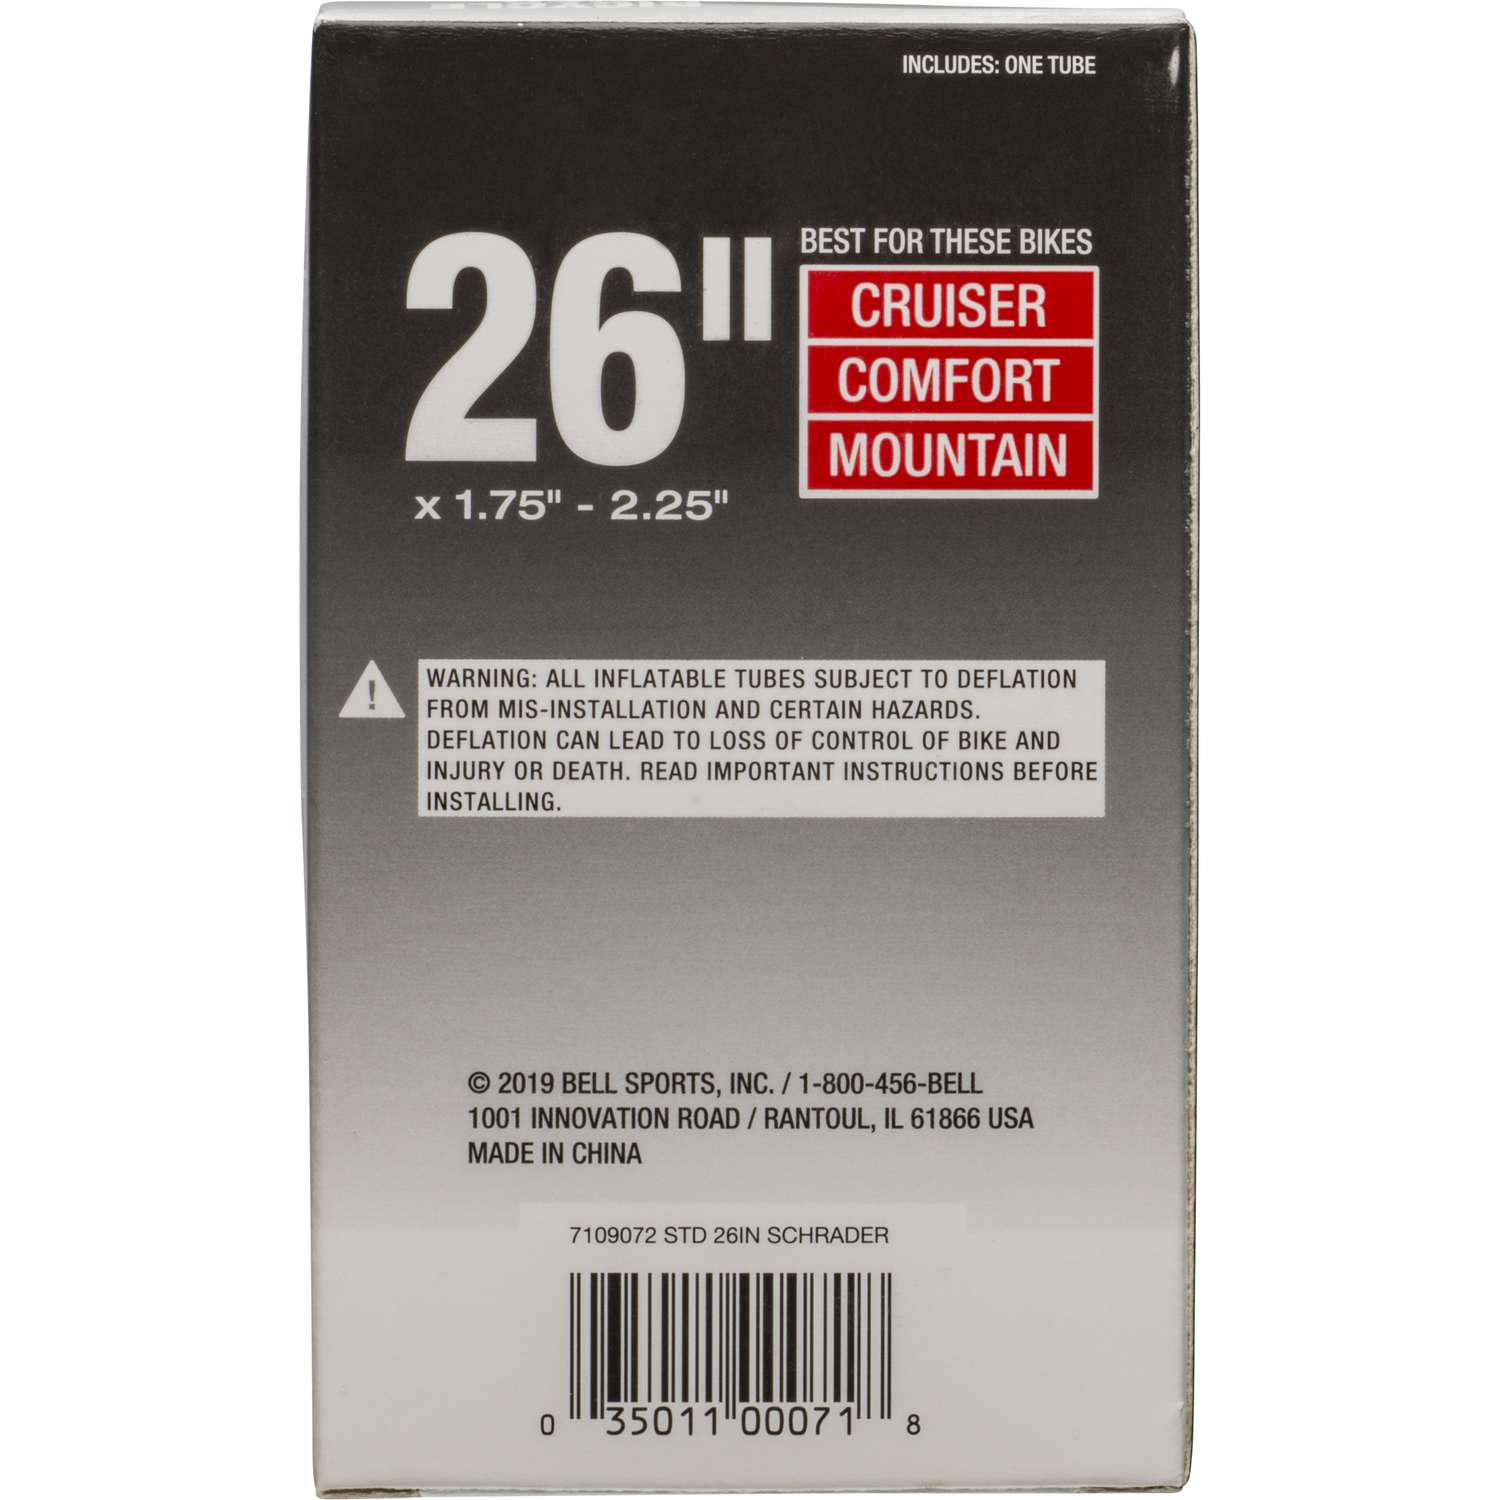 BICYCLE
INCLUDES: ONE TUBE
26"
x 1.75" - 2.25"
BEST FOR THESE BIKES
CRUISER
COMFORT
MOUNTAIN
!
WARNING: ALL INFLATABLE TUBES SUBJECT TO DEFLATION
FROM MIS-INSTALLATION AND CERTAIN HAZARDS.
DEFLATION CAN LEAD TO LOSS OF CONTROL OF BIKE AND
INJURY OR DEATH. READ IMPORTANT INSTRUCTIONS BEFORE
INSTALLING.
© 2019 BELL SPORTS, INC. / 1-800-456-BELL
1001 INNOVATION ROAD / RANTOUL, IL 61866 USA
MADE IN CHINA
7109072 STD 26IN SCHRADER
0 35011 00071 8